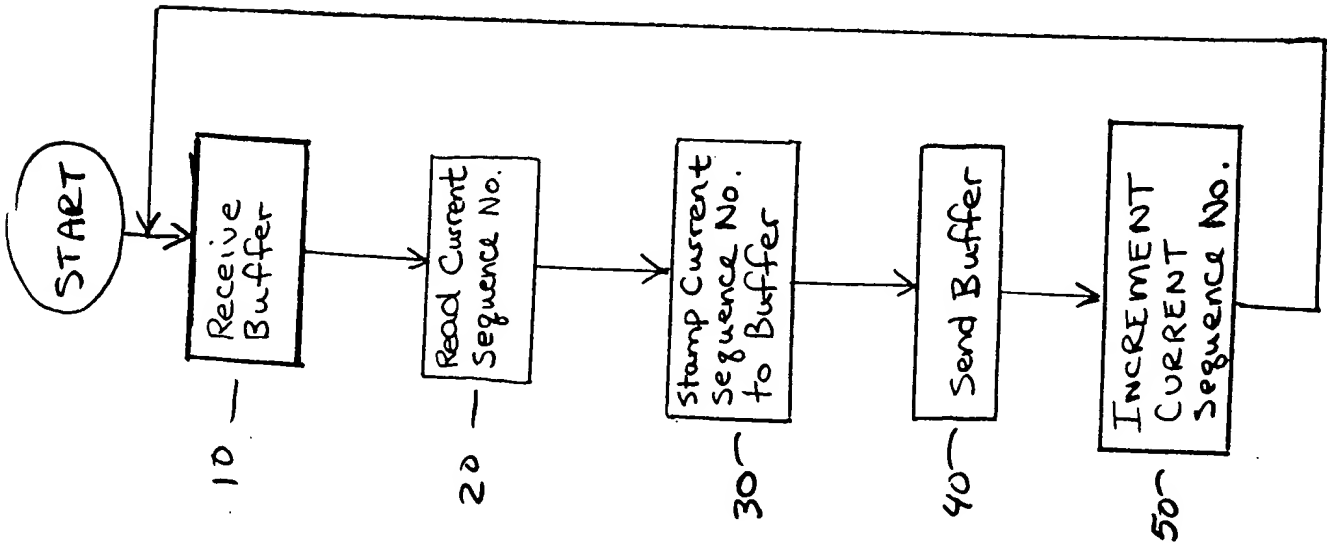 START
10
Receive
Buffer
20
Read Current
Sequence No.
30
Stamp Current
Sequence No.
to Buffer
40
Send Buffer
50
INCREMENT
CURRENT
Sequence No.